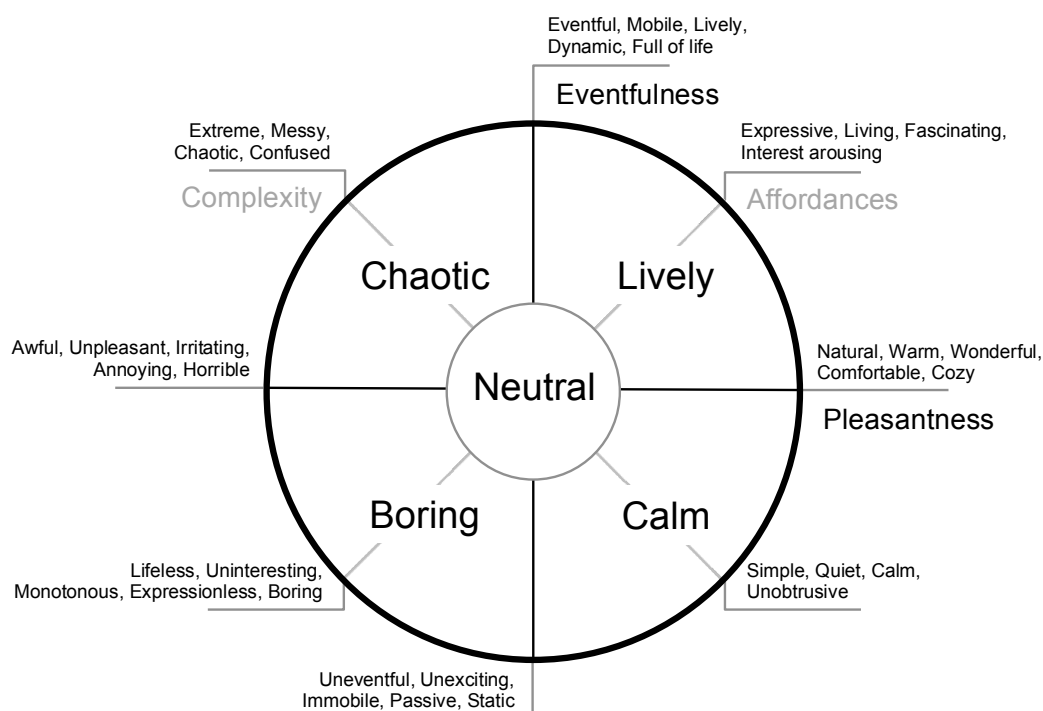 Eventful, Mobile, Lively,
Dynamic, Full of life
Eventfulness
Extreme, Messy,
Chaotic, Confused
Complexity
Expressive, Living, Fascinating,
Interest arousing
Affordances
Chaotic
Lively
Awful, Unpleasant, Irritating,
Annoying, Horrible
Neutral
Natural, Warm, Wonderful,
Comfortable, Cozy
Pleasantness
Boring
Calm
Lifeless, Uninteresting,
Monotonous, Expressionless, Boring
Simple, Quiet, Calm,
Unobtrusive
Uneventful, Unexciting,
Immobile, Passive, Static